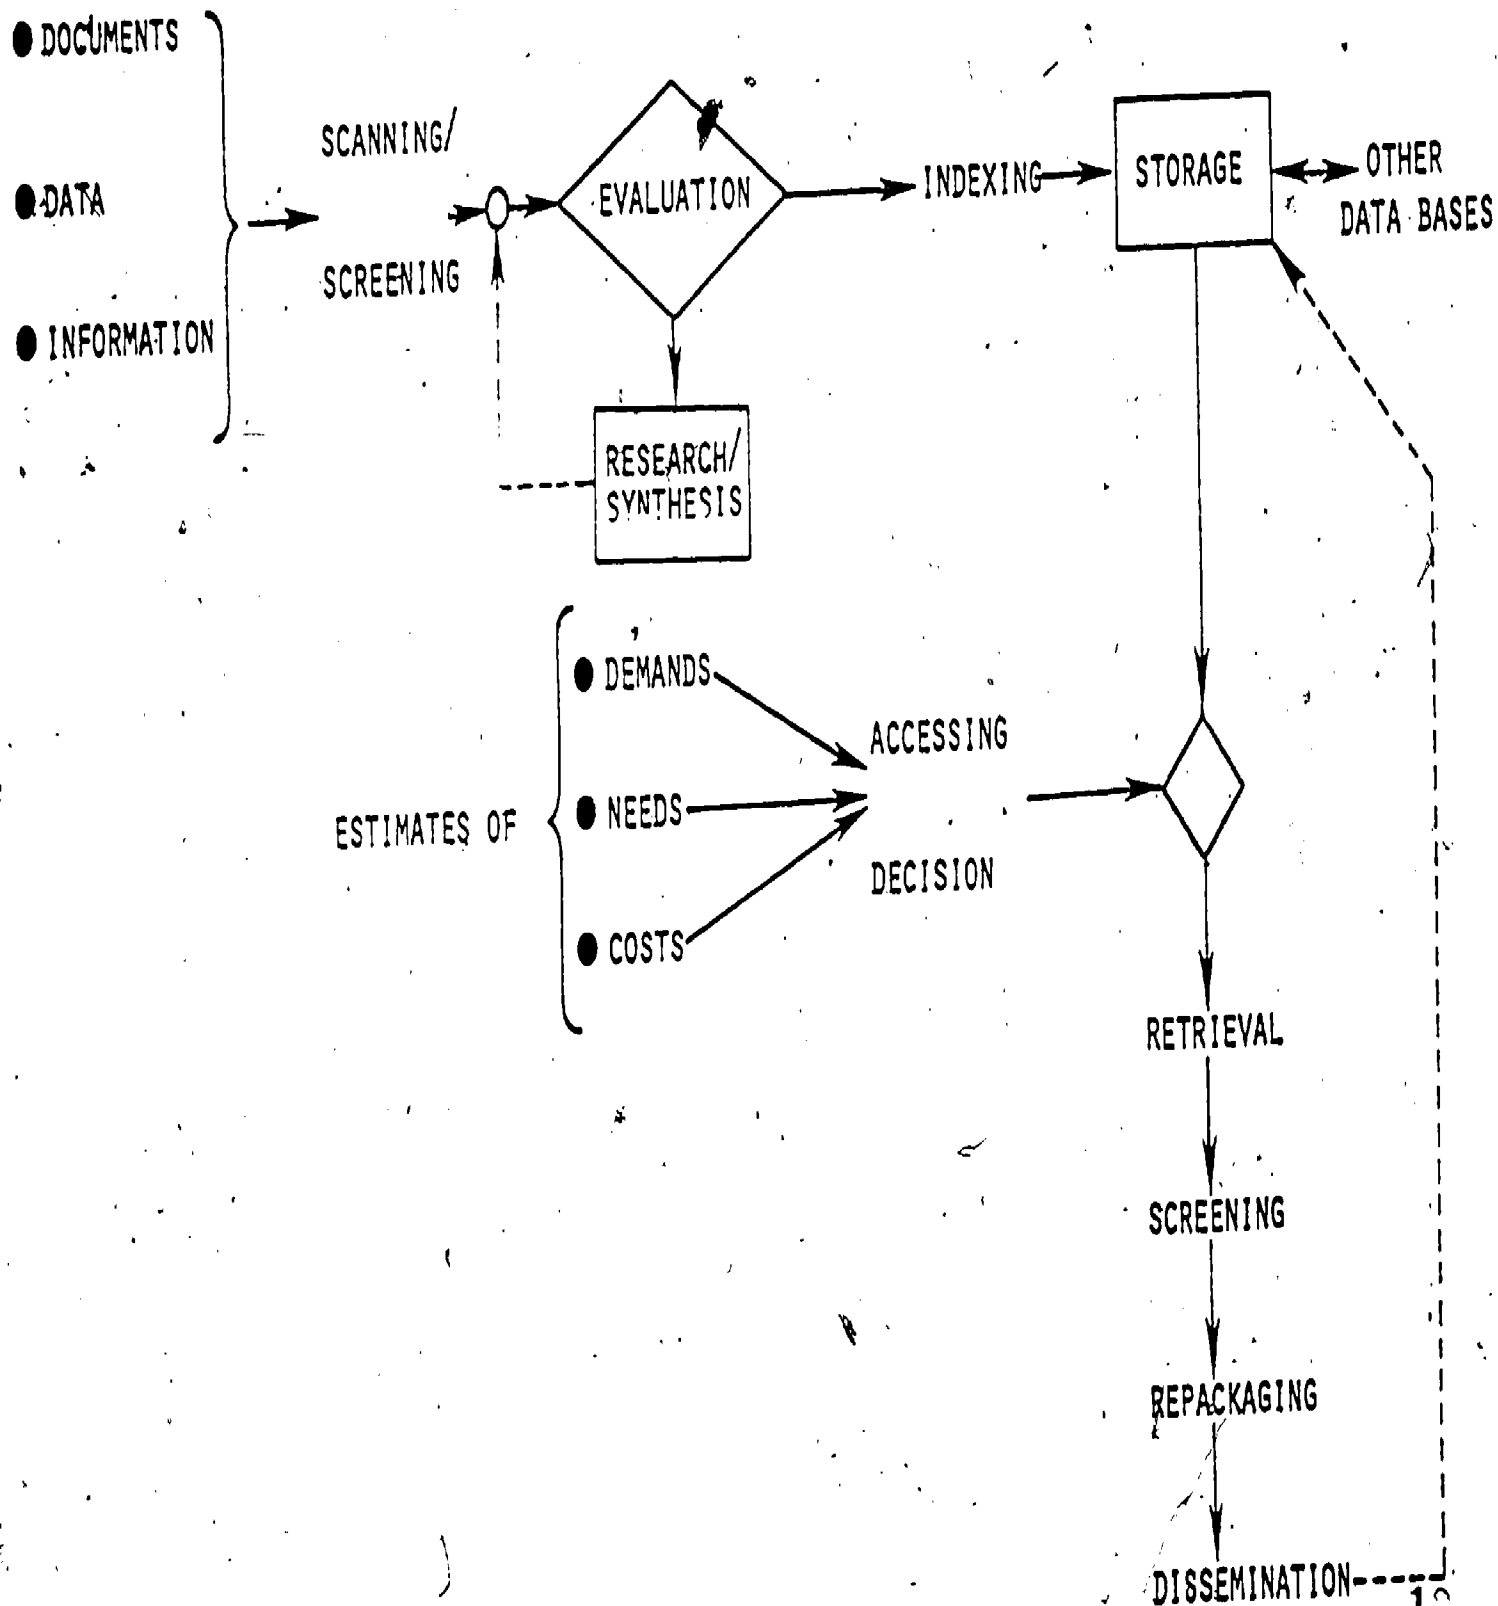 ● DOCUMENTS
● DATA
● INFORMATION
SCANNING/
SCREENING
EVALUATION
RESEARCH/
SYNTHESIS
INDEXING
STORAGE
OTHER
DATA BASES
ESTIMATES OF
● DEMANDS
● NEEDS
● COSTS
ACCESSING
DECISION
RETRIEVAL
SCREENING
REPACKAGING
DISSEMINATION